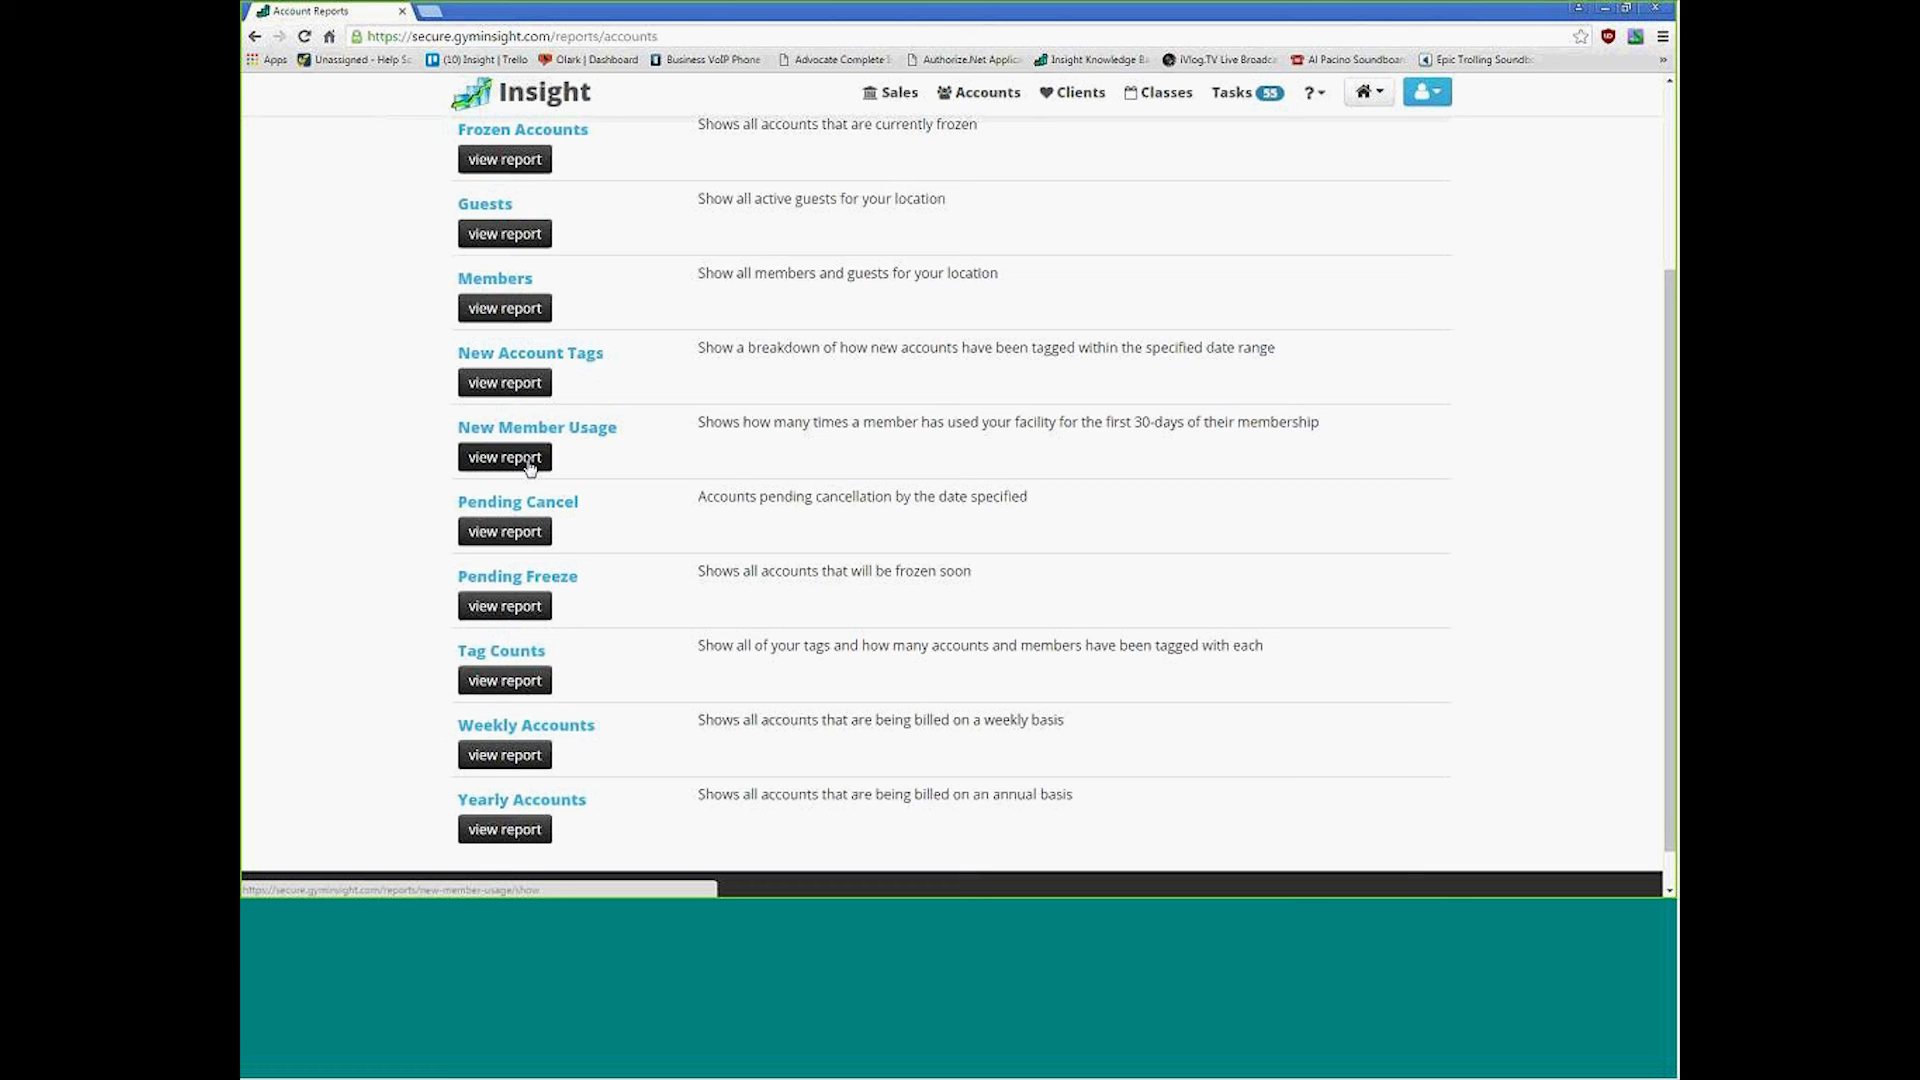 Account Reports
https://secure.gyminsight.com/reports/accounts
Apps Unassigned - Help Sc (10) Insight | Trello Olark | Dashboard Business VoIP Phone Advocate Complete Authorize.Net Applic Insight Knowledge B iVlog.TV Live Broadca Al Pacino Soundboar Epic Trolling Soundb »
Insight Sales Accounts Clients Classes Tasks 55 ?
Frozen Accounts Shows all accounts that are currently frozen
view report
Guests Show all active guests for your location
view report
Members Show all members and guests for your location
view report
New Account Tags Show a breakdown of how new accounts have been tagged within the specified date range
view report
New Member Usage Shows how many times a member has used your facility for the first 30-days of their membership
view report
Pending Cancel Accounts pending cancellation by the date specified
view report
Pending Freeze Shows all accounts that will be frozen soon
view report
Tag Counts Show all of your tags and how many accounts and members have been tagged with each
view report
Weekly Accounts Shows all accounts that are being billed on a weekly basis
view report
Yearly Accounts Shows all accounts that are being billed on an annual basis
view report
https://secure.gyminsight.com/reports/new-member-usage/show